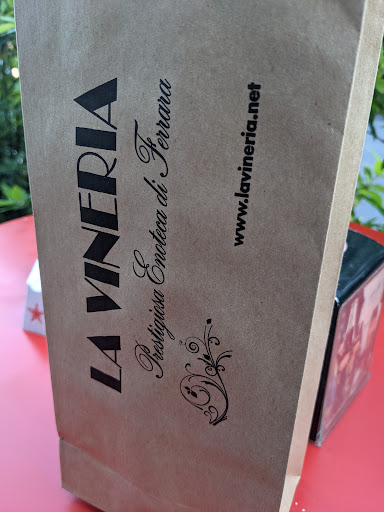 LA VINERIA
Prestigiosa Enoteca di Ferrara
www.lavineria.net